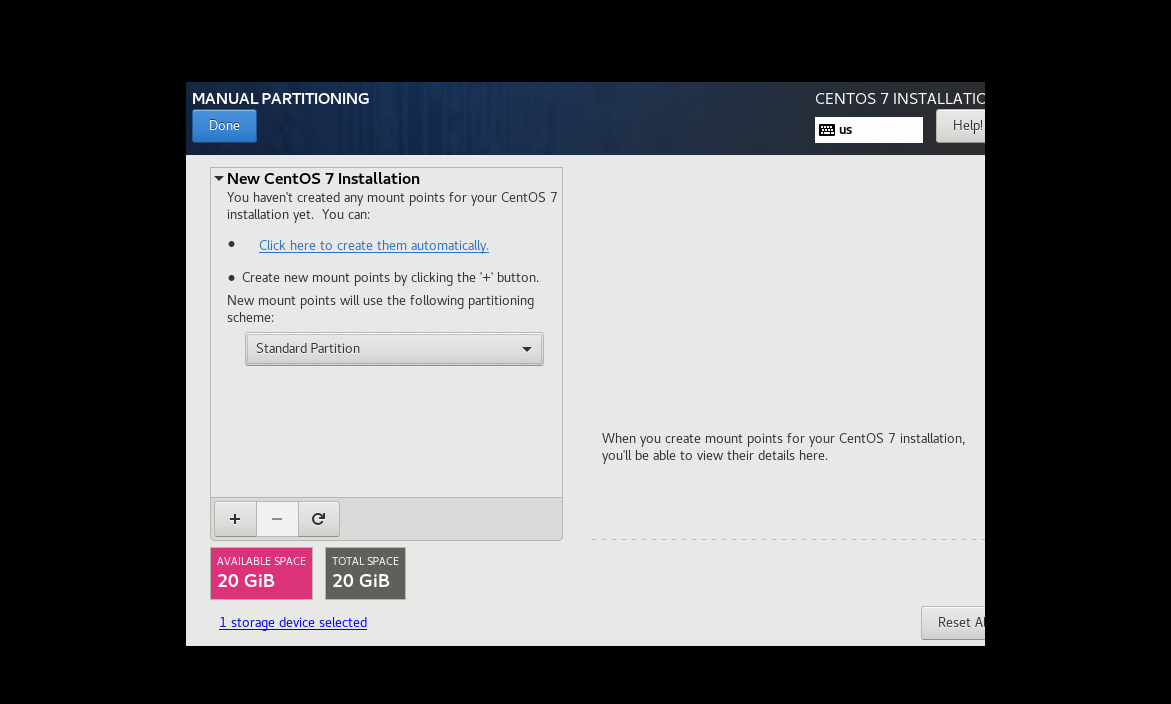 MANUAL PARTITIONING
CENTOS 7 INSTALLATIO
Done
us
Help!
New CentOS 7 Installation
You haven't created any mount points for your CentOS 7
installation yet.  You can:
Click here to create them automatically.
Create new mount points by clicking the '+' button.
New mount points will use the following partitioning
scheme:
Standard Partition
When you create mount points for your CentOS 7 installation,
you'll be able to view their details here.
AVAILABLE SPACE
20 GiB
TOTAL SPACE
20 GiB
1 storage device selected
Reset Al